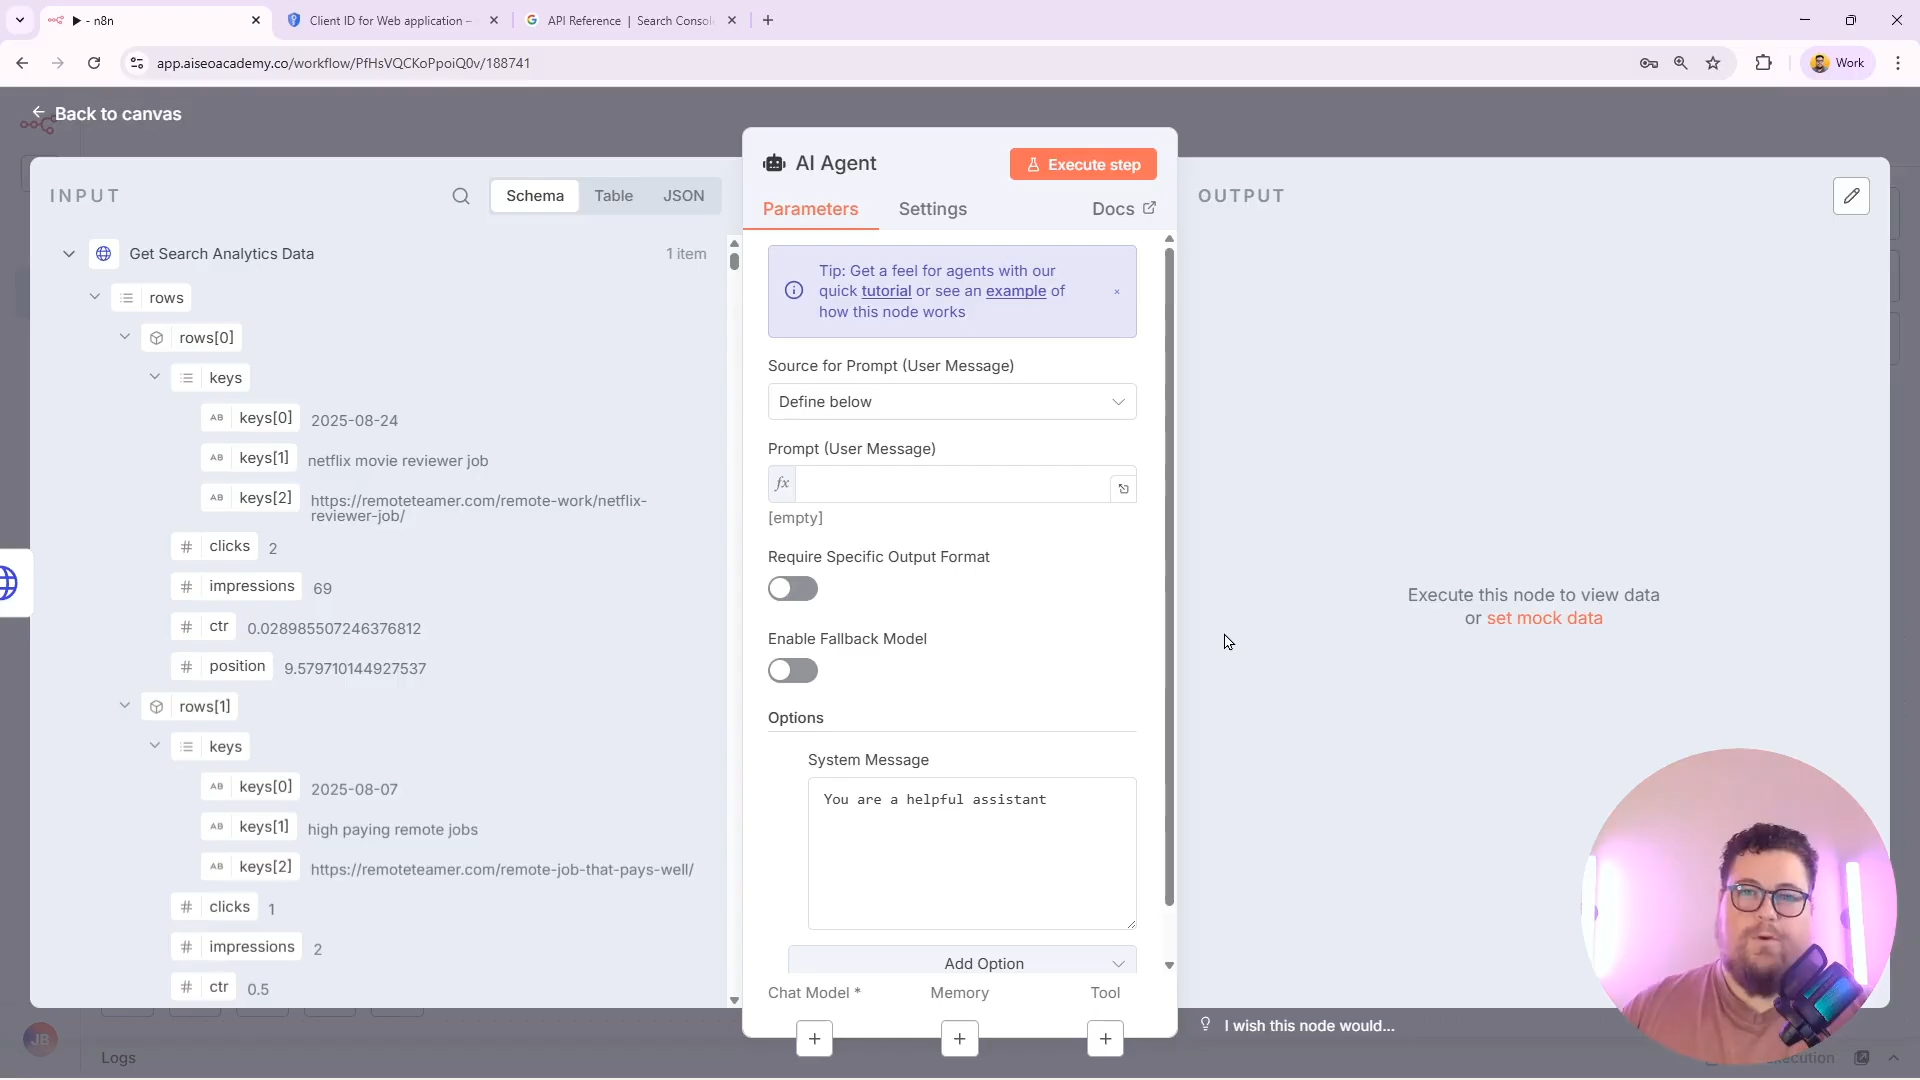 - n8n
Client ID for Web application –
API Reference | Search Consol
app.aiseoacademy.co/workflow/PfHsVQCKoPpoiQ0v/188741
Work
Back to canvas
INPUT
Schema
Table
JSON
Get Search Analytics Data
1 item
rows
rows[0]
keys
AB keys[0] 2025-08-24
AB keys[1] netflix movie reviewer job
AB keys[2] https://remoteteamer.com/remote-work/netflix-
reviewer-job/
# clicks 2
# impressions 69
# ctr 0.028985507246376812
# position 9.579710144927537
rows[1]
keys
AB keys[0] 2025-08-07
AB keys[1] high paying remote jobs
AB keys[2] https://remoteteamer.com/remote-job-that-pays-well/
# clicks 1
# impressions 2
# ctr 0.5
AI Agent
Execute step
Parameters
Settings
Docs
Tip: Get a feel for agents with our
quick tutorial or see an example of
how this node works
Source for Prompt (User Message)
Define below
Prompt (User Message)
fx
[empty]
Require Specific Output Format
Enable Fallback Model
Options
System Message
You are a helpful assistant
Add Option
Chat Model *
Memory
Tool
OUTPUT
Execute this node to view data
or set mock data
I wish this node would...
JB
Logs
execution